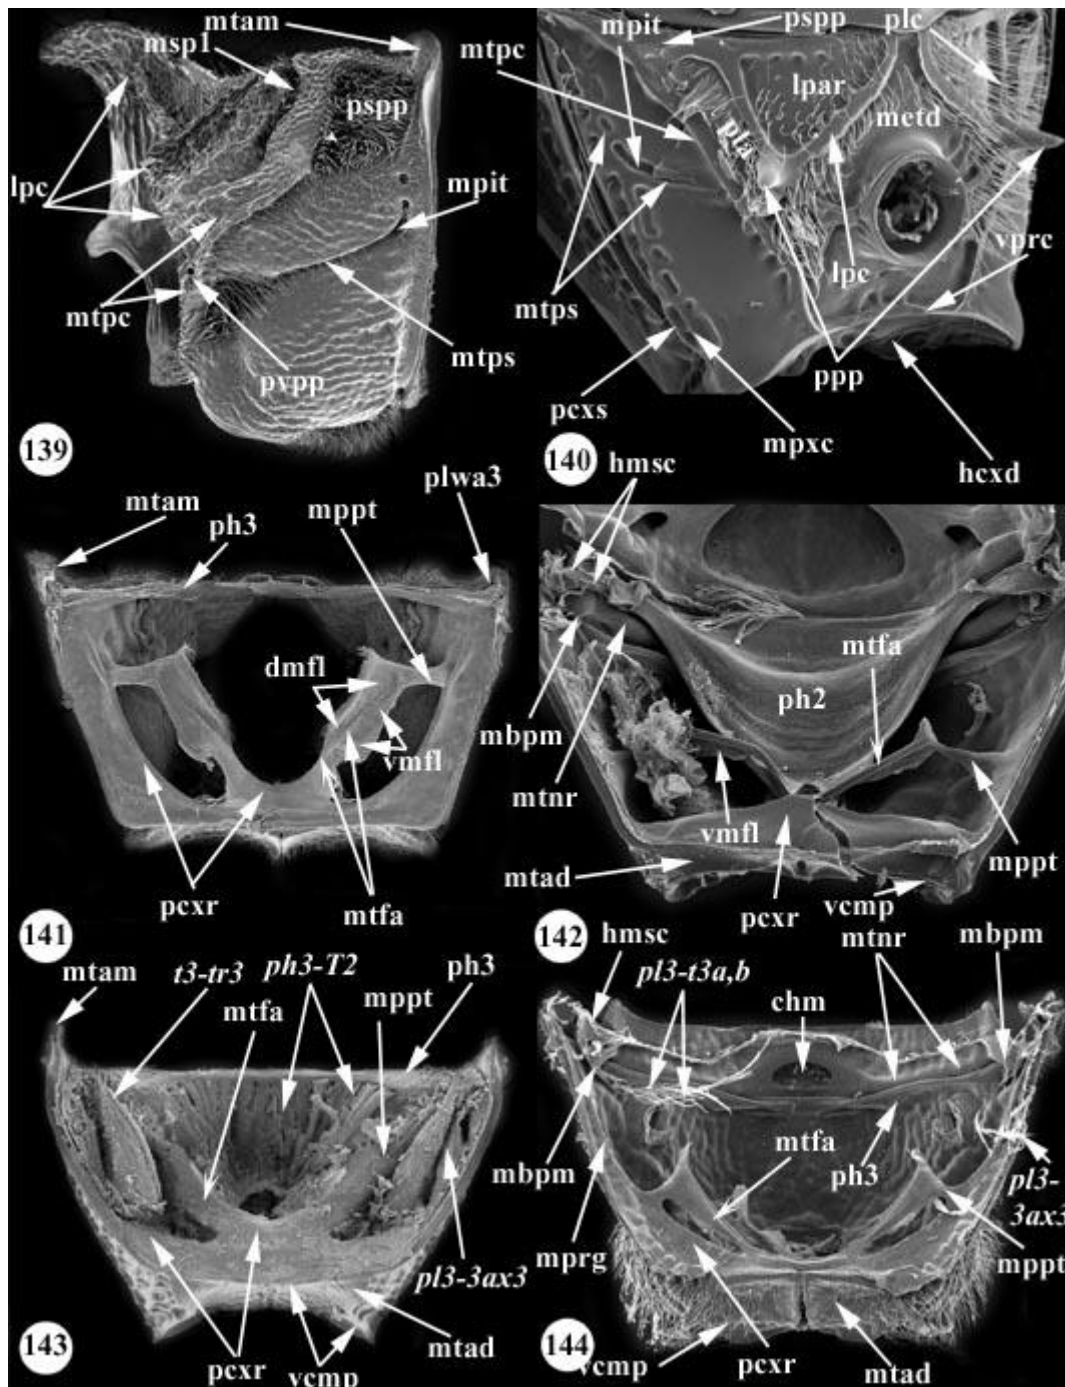 mtam
msp1
pspp
lpc
mpit
mtpc
mtps
pvpp
139
mpit
pspp
plc
mtpc
lpar
metd
pla
mtps
lpc
vprc
pcxs
ppp
mpxc
hcxd
140
mtam
ph3
mppt
plwa3
dmfl
vmfl
pcxr
mtfa
141
hmsc
mtfa
ph2
mbpm
mtnr
vmfl
mppt
mtad
pcxr
vcmp
142
mtam
t3-tr3
ph3-T2
ph3
mtfa
mppt
pl3-3ax3
mtad
pcxr
vcmp
143
hmsc
mtnr
mbpm
pl3-t3a,b
chm
mbpm
mtfa
ph3
pl3-
3ax3
mprg
mppt
vcmp
pcxr
mtad
144